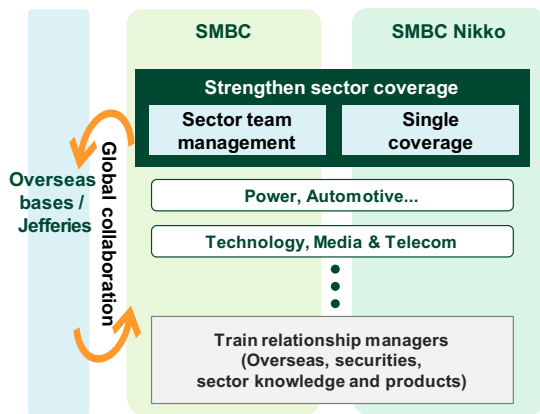 SMBC
SMBC Nikko
Strengthen sector coverage
Sector team
management
Single
coverage
Global collaboration
Overseas
bases /
Jefferies
Power, Automotive...
Technology, Media & Telecom
Train relationship managers
(Overseas, securities,
sector knowledge and products)